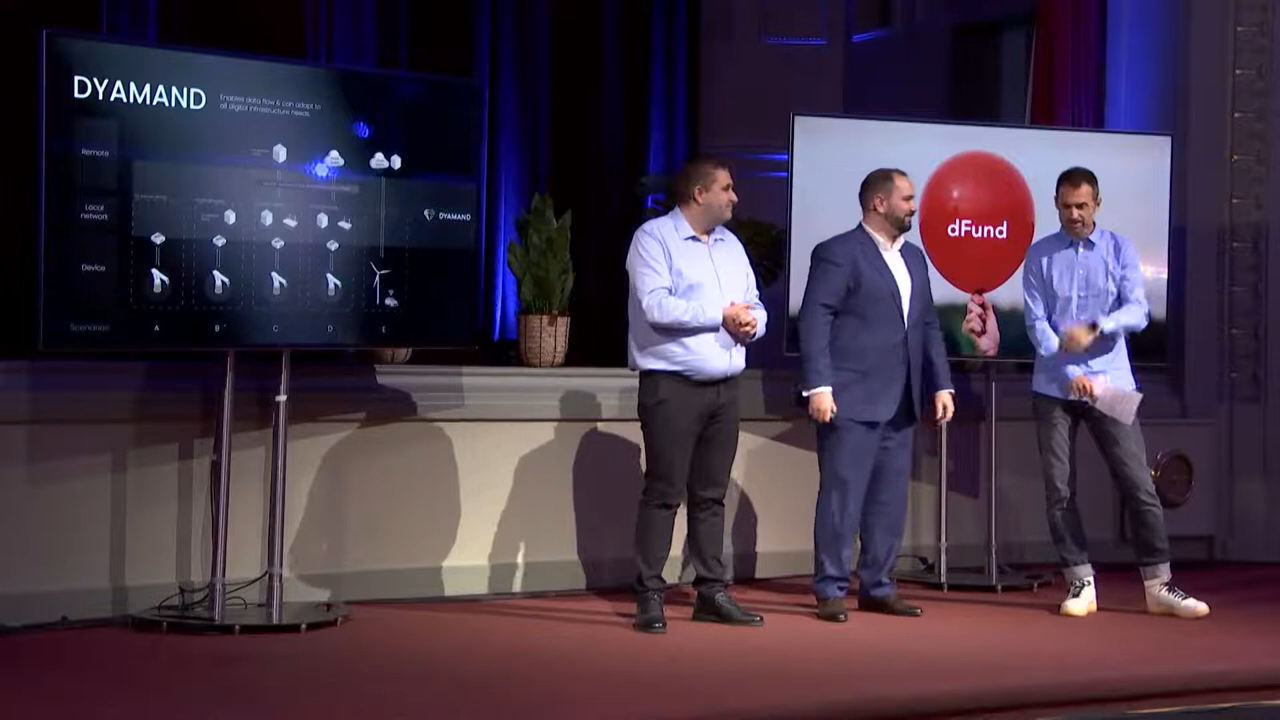 DYAMAND
Enables data flow & can adapt to
all digital infrastructure needs
Remote
Local
network
Device
Scenarios
A
B
C
D
E
DYAMAND
dFund